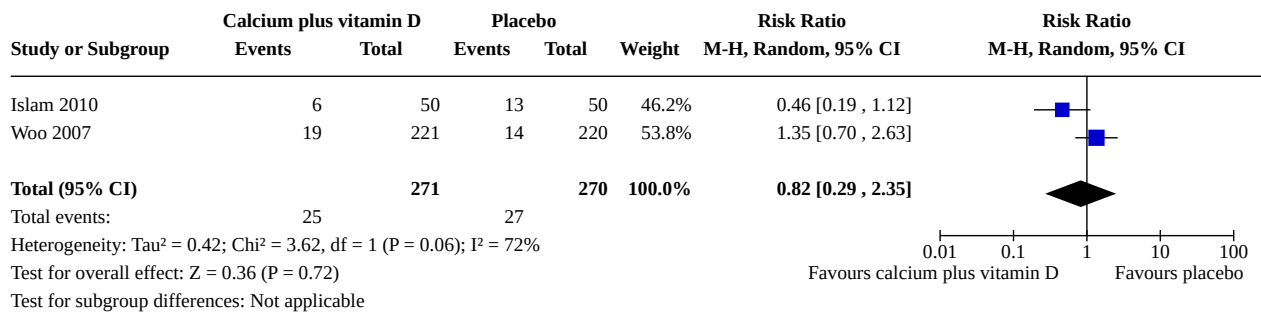 Calcium plus vitamin D Placebo Risk Ratio Risk Ratio
Study or Subgroup Events Total Events Total Weight M-H, Random, 95% CI M-H, Random, 95% CI
Islam 2010 6 50 13 50 46.2% 0.46 [0.19 , 1.12]
Woo 2007 19 221 14 220 53.8% 1.35 [0.70 , 2.63]
Total (95% CI) 271 270 100.0% 0.82 [0.29 , 2.35]
Total events: 25 27
Heterogeneity: Tau² = 0.42; Chi² = 3.62, df = 1 (P = 0.06); I² = 72%
0.01 0.1 1 10 100
Test for overall effect: Z = 0.36 (P = 0.72) Favours calcium plus vitamin D Favours placebo
Test for subgroup differences: Not applicable